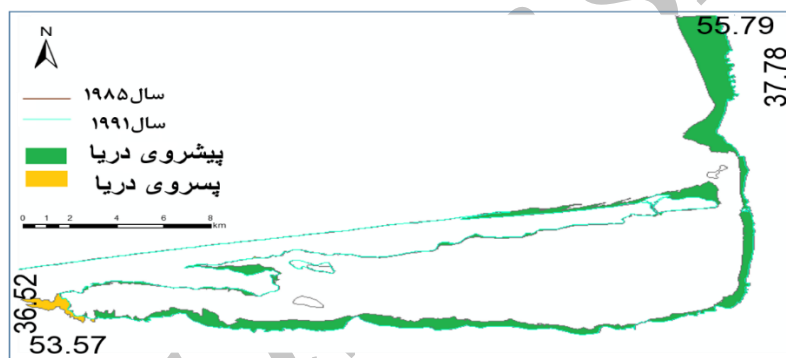 55.79
37.78
N
سال۱۹۸۵
سال۱۹۹۱
پیشروی دریا
پسروی دریا
0 1 2 4 6 8
km
36.52
53.57